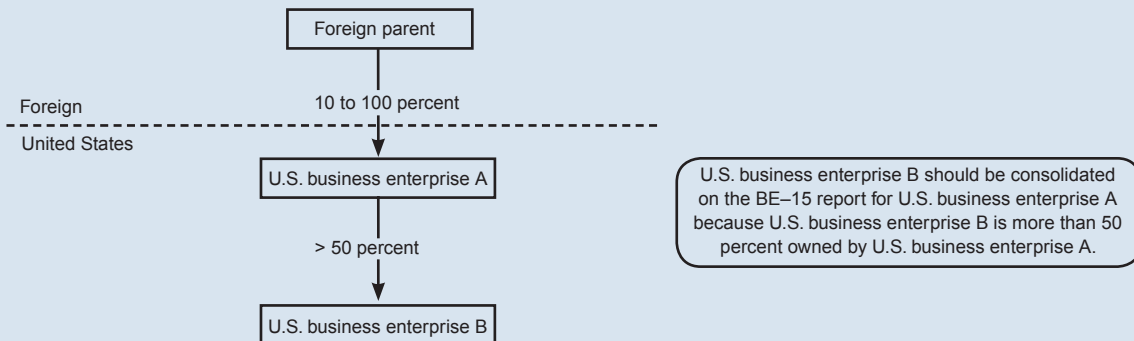 Foreign parent
10 to 100 percent
Foreign
United States
U.S. business enterprise A
U.S. business enterprise B should be consolidated
on the BE–15 report for U.S. business enterprise A
because U.S. business enterprise B is more than 50
percent owned by U.S. business enterprise A.
> 50 percent
U.S. business enterprise B